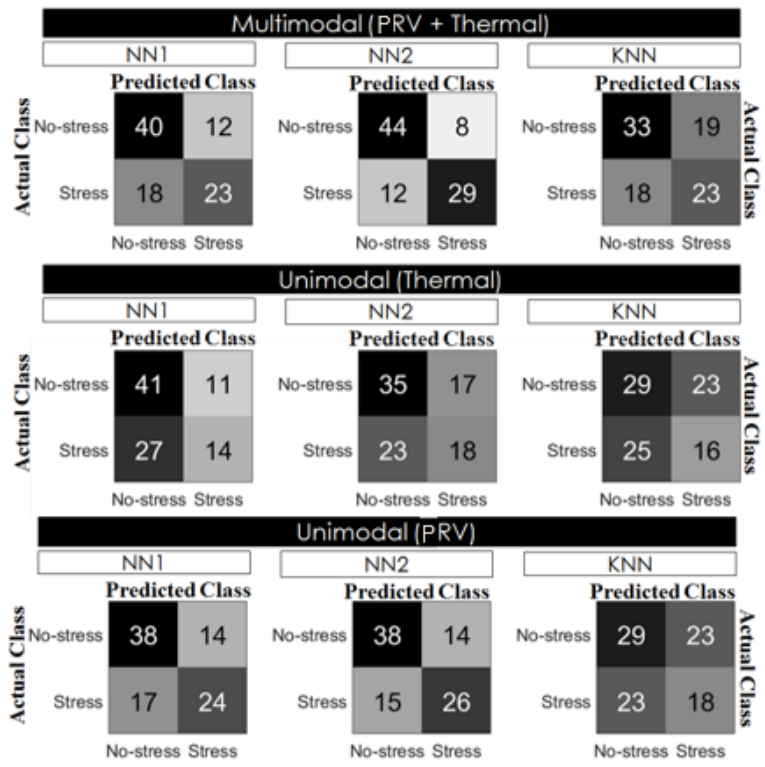 Multimodal (PRV + Thermal)
NN1 NN2 KNN
Predicted Class Predicted Class Predicted Class
Actual Class
No-stress 40 12 No-stress 44 8 No-stress 33 19
Stress 18 23 Stress 12 29 Stress 18 23
Actual Class
No-stress Stress No-stress Stress No-stress Stress
Unimodal (Thermal)
NN1 NN2 KNN
Predicted Class Predicted Class Predicted Class
Actual Class
No-stress 41 11 No-stress 35 17 No-stress 29 23
Stress 27 14 Stress 23 18 Stress 25 16
Actual Class
No-stress Stress No-stress Stress No-stress Stress
Unimodal (PRV)
NN1 NN2 KNN
Predicted Class Predicted Class Predicted Class
Actual Class
No-stress 38 14 No-stress 38 14 No-stress 29 23
Stress 17 24 Stress 15 26 Stress 23 18
Actual Class
No-stress Stress No-stress Stress No-stress Stress